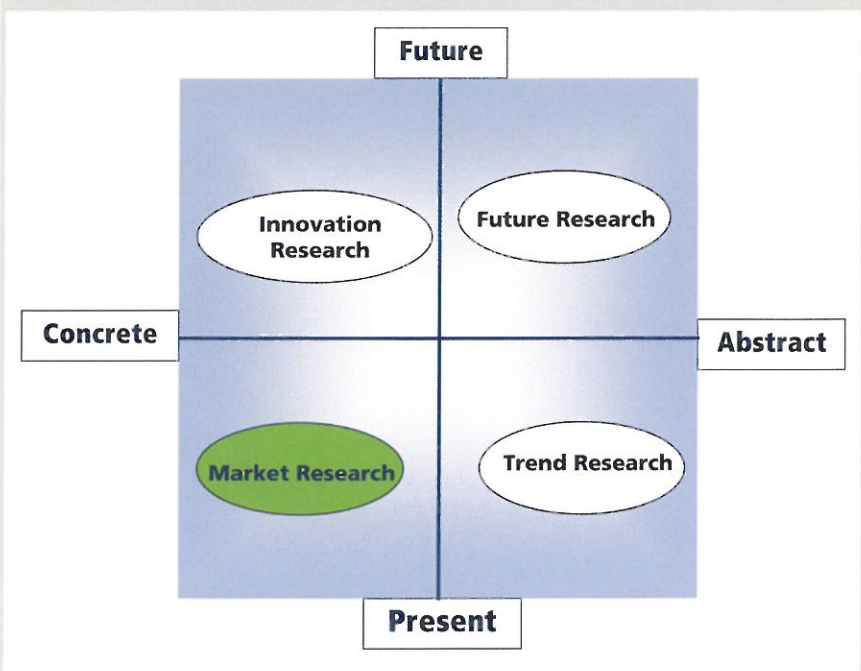 Future
Innovation
Research
Future Research
Concrete
Abstract
Market Research
Trend Research
Present